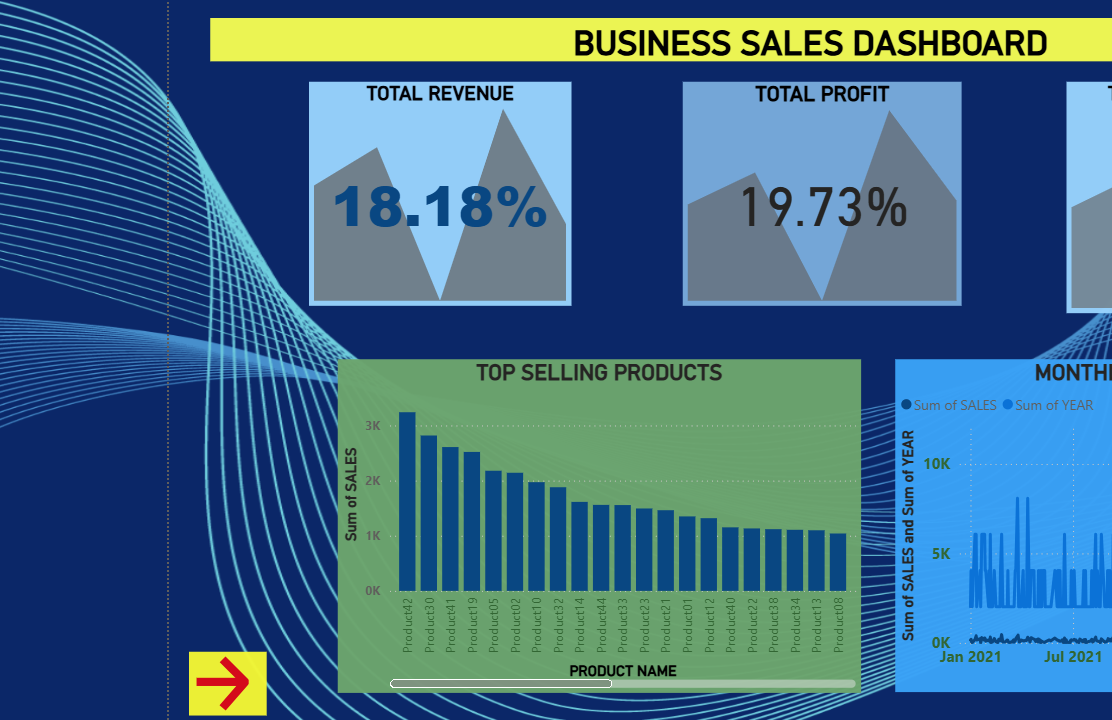 BUSINESS SALES DASHBOARD
TOTAL REVENUE
18.18%
TOTAL PROFIT
19.73%
TOP SELLING PRODUCTS
Sum of SALES
3K
2K
1K
0K
Product42
Product30
Product41
Product19
Product05
Product02
Product10
Product32
Product14
Product44
Product33
Product23
Product21
Product01
Product12
Product40
Product22
Product38
Product34
Product13
Product08
PRODUCT NAME
MONTH
Sum of SALES Sum of YEAR
Sum of SALES and Sum of YEAR
10K
5K
0K
Jan 2021 Jul 2021